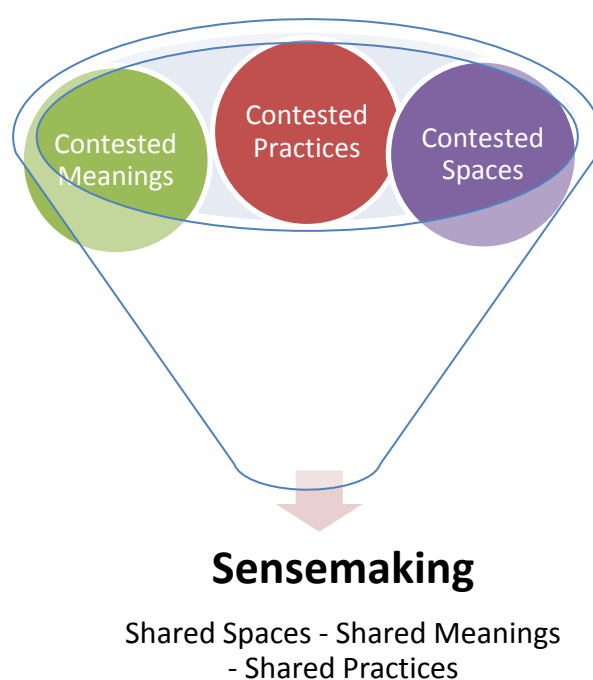 Contested
Meanings
Contested
Practices
Contested
Spaces
Sensemaking
Shared Spaces - Shared Meanings
- Shared Practices